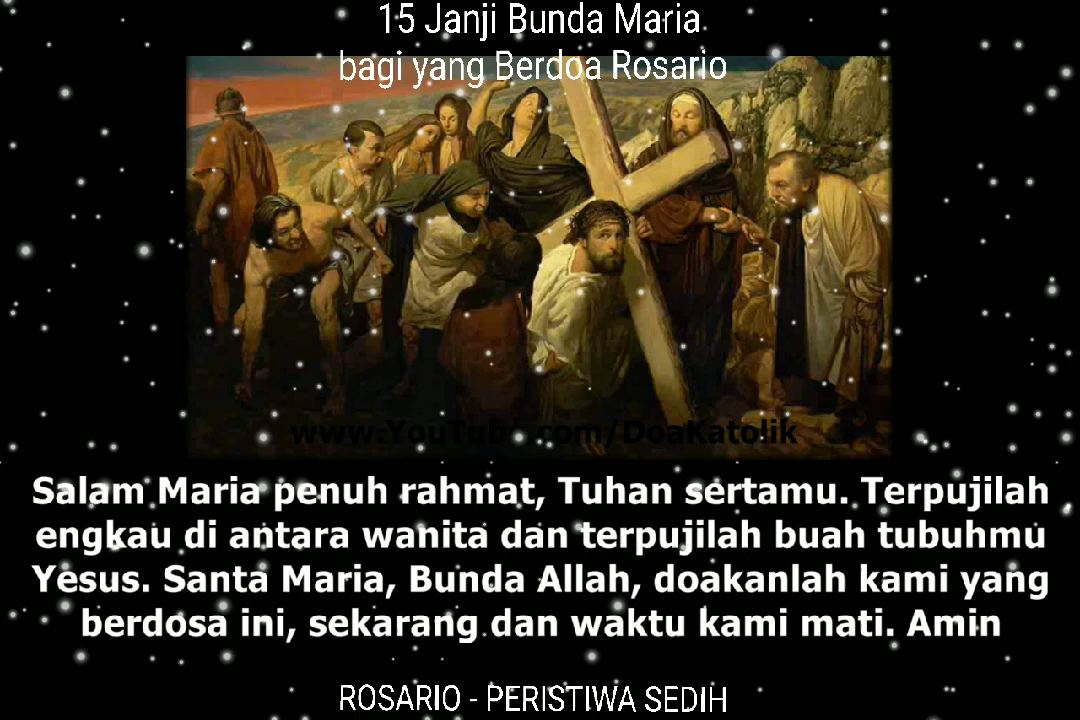 15 Janji Bunda Maria
bagi yang Berdoa Rosario
www.YouTube.com/DoaKatolik
Salam Maria penuh rahmat, Tuhan sertamu. Terpujilah
engkau di antara wanita dan terpujilah buah tubuhmu
Yesus. Santa Maria, Bunda Allah, doakanlah kami yang
berdosa ini, sekarang dan waktu kami mati. Amin
ROSARIO - PERISTIWA SEDIH